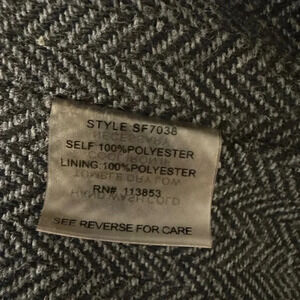 STYLE SF7038
SELF 100%POLYESTER
LINING:100%POLYESTER
RN# 113853
SEE REVERSE FOR CARE